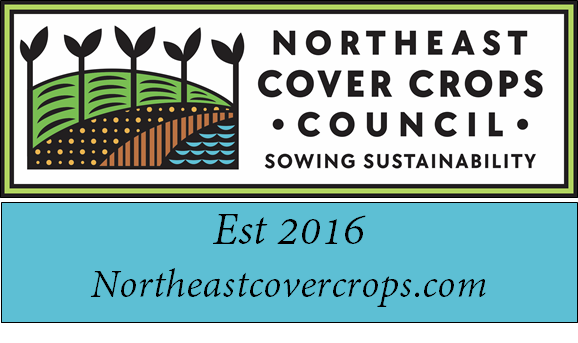 NORTHEAST
COVER CROPS
• COUNCIL •
SOWING SUSTAINABILITY
Est 2016
Northeastcovercrops.com